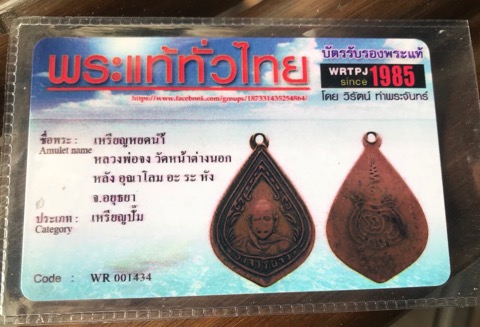 พระแท้ทั่วไทย
บัตรรับรองพระแท้
WRTPJ since 1985
https://www.facebook.com/groups/187331435254864/
โดย วิรัตน์ ท่าพระจันทร์
ชื่อพระ : เหรียญหยดน้ำ
Amulet name
หลวงพ่อจง วัดหน้าต่างนอก
หลัง อุณาโลม อะ ระ หัง
จ.อยุธยา
ประเภท : เหรียญปั๊ม
Category
Code : WR 001434